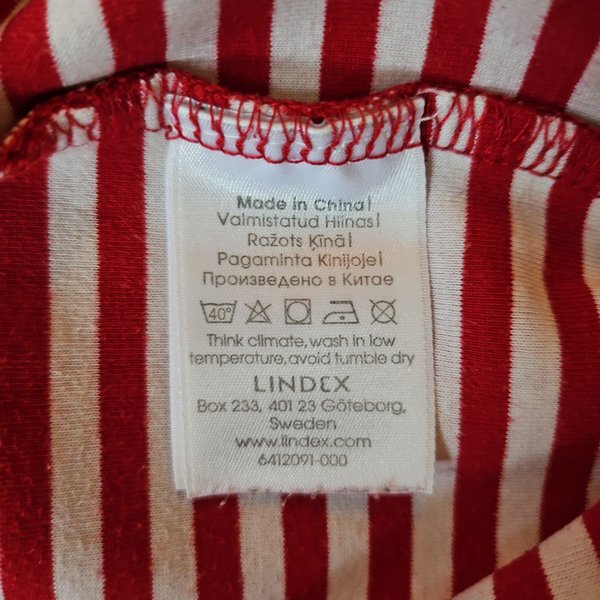 Made in China|
Valmistatud Hiinas|
Ražots Ķīnā|
Pagaminta Kinijoje|
Произведено в Китае
40°
Think climate, wash in low
temperature, avoid tumble dry
LINDEX
Box 233, 401 23 Göteborg,
Sweden
www.lindex.com
6412091-000